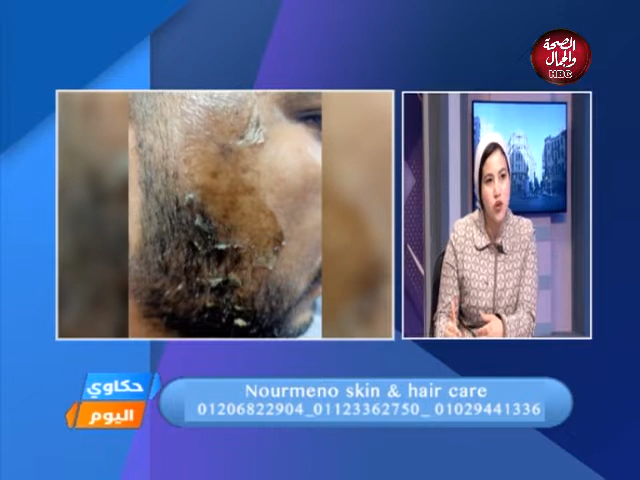 الصحة
والجمال
HBC
Nourmeno skin & hair care
01206822904_01123362750_ 01029441336
حكاوي
اليوم